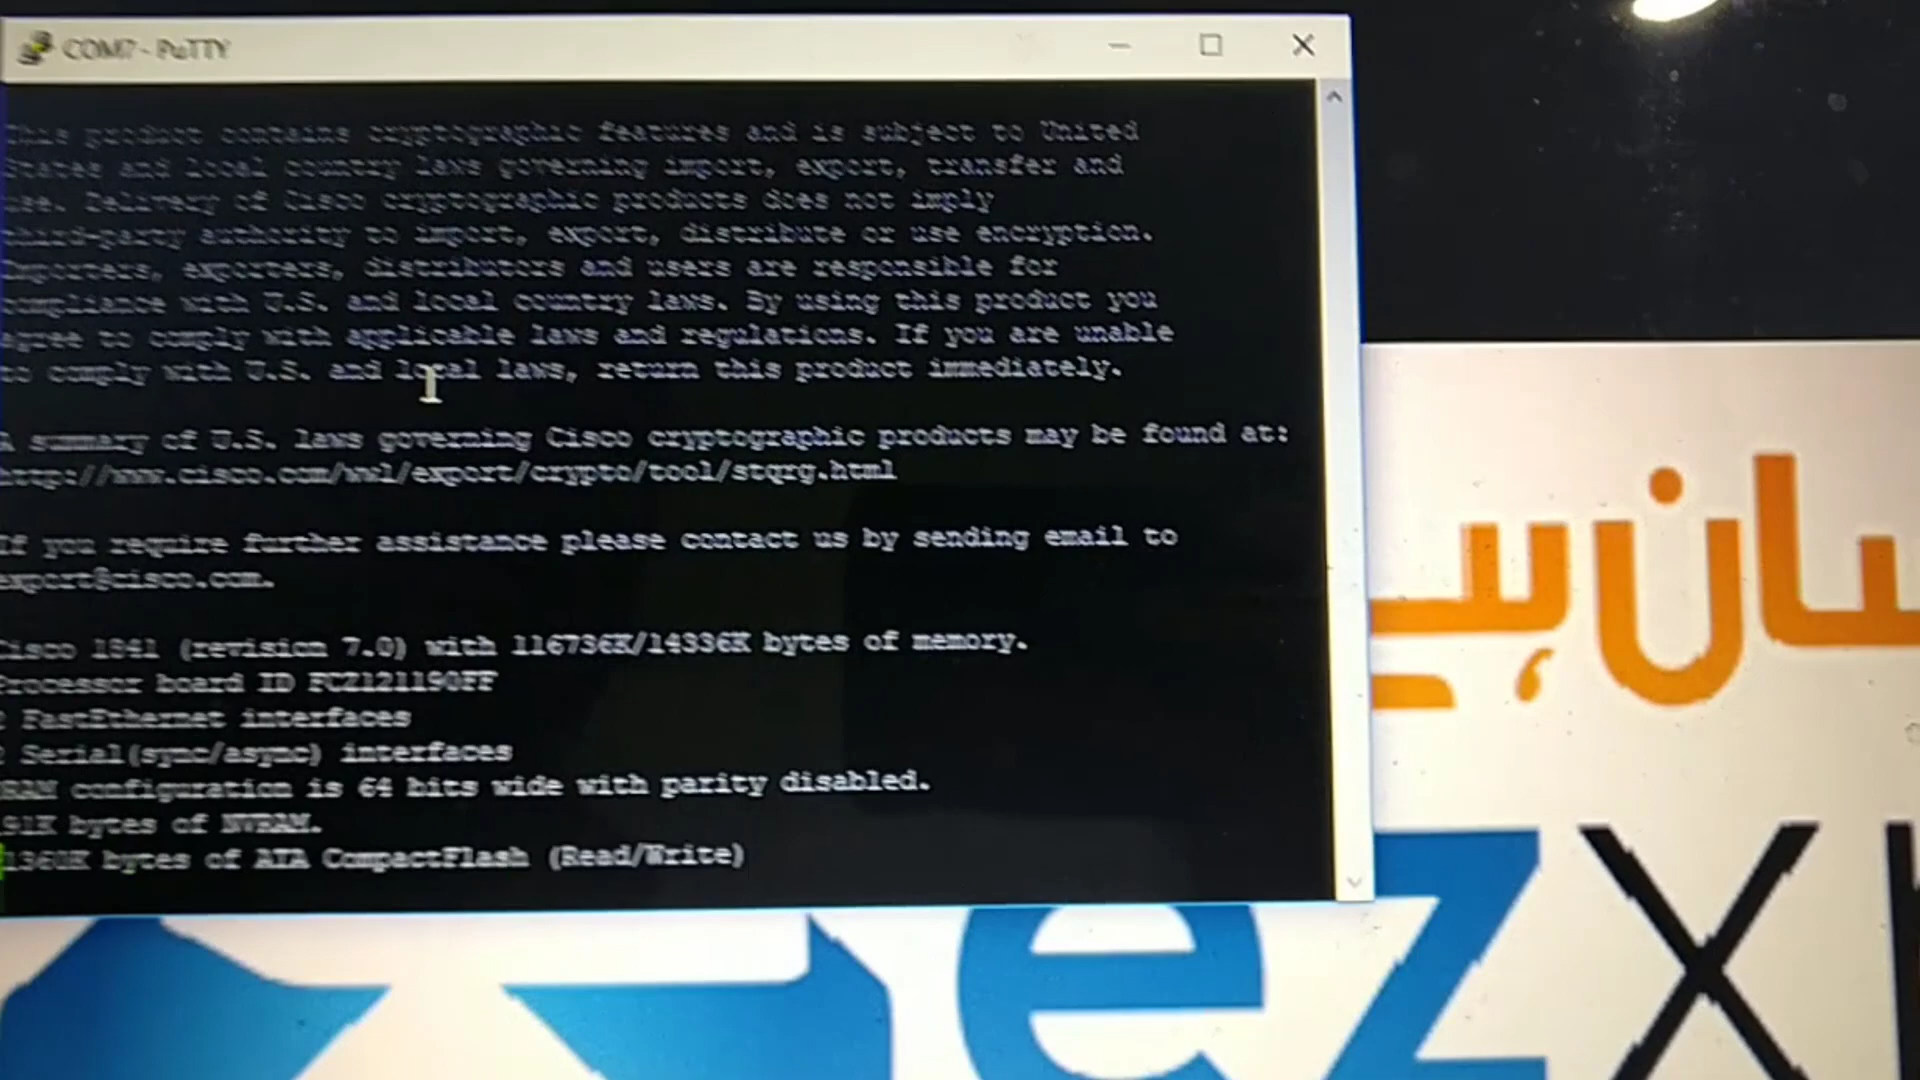 COM7 - PuTTY
This product contains cryptographic features and is subject to United
States and local country laws governing import, export, transfer and
use. Delivery of Cisco cryptographic products does not imply
third-party authority to import, export, distribute or use encryption.
Importers, exporters, distributors and users are responsible for
compliance with U.S. and local country laws. By using this product you
agree to comply with applicable laws and regulations. If you are unable
to comply with U.S. and local laws, return this product immediately.
A summary of U.S. laws governing Cisco cryptographic products may be found at:
http://www.cisco.com/wwl/export/crypto/tool/stqrg.html
If you require further assistance please contact us by sending email to
export@cisco.com.
Cisco 1841 (revision 7.0) with 116736K/14336K bytes of memory.
Processor board ID FCZ121190FF
2 FastEthernet interfaces
2 Serial(sync/async) interfaces
DRAM configuration is 64 bits wide with parity disabled.
91K bytes of NVRAM.
1360K bytes of ATA CompactFlash (Read/Write)
ezX